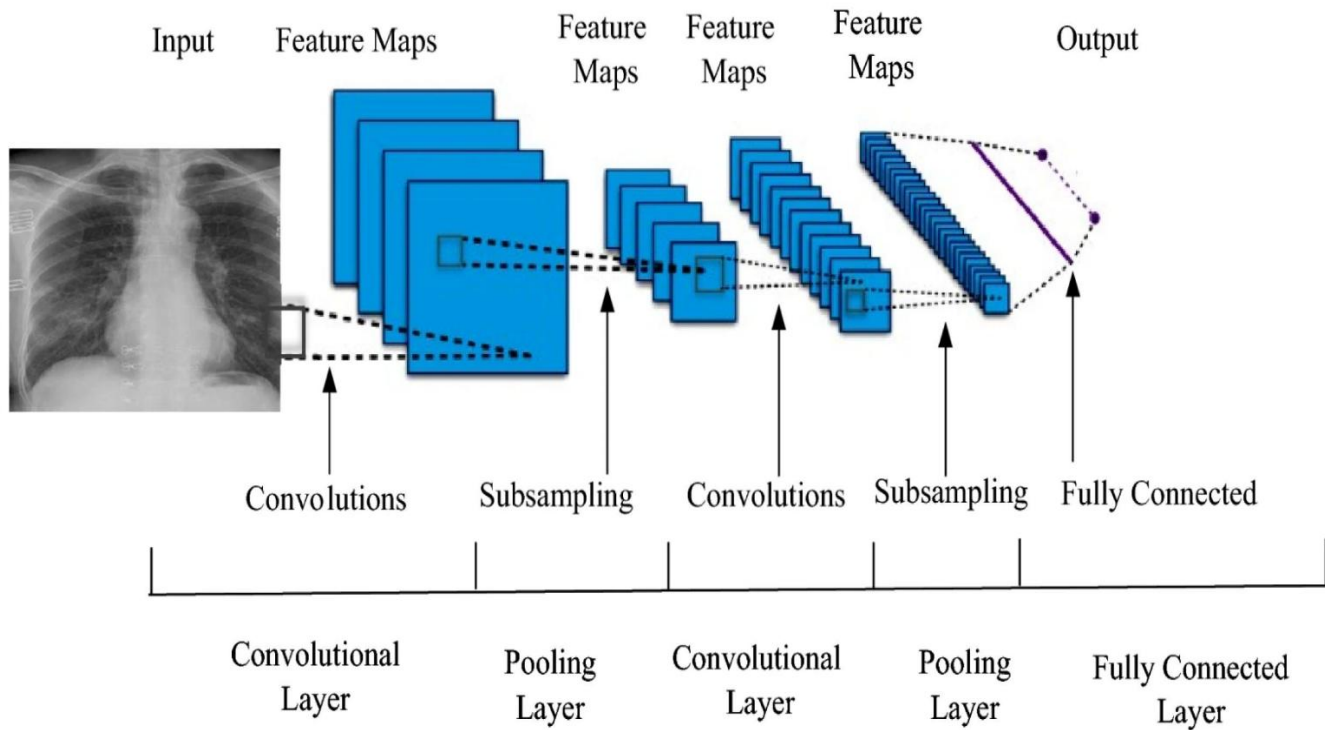 Input
Feature Maps
Feature
Maps
Feature
Maps
Feature
Maps
Output
Convolutions
Subsampling
Convolutions
Subsampling
Fully Connected
Convolutional
Layer
Pooling
Layer
Convolutional
Layer
Pooling
Layer
Fully Connected
Layer